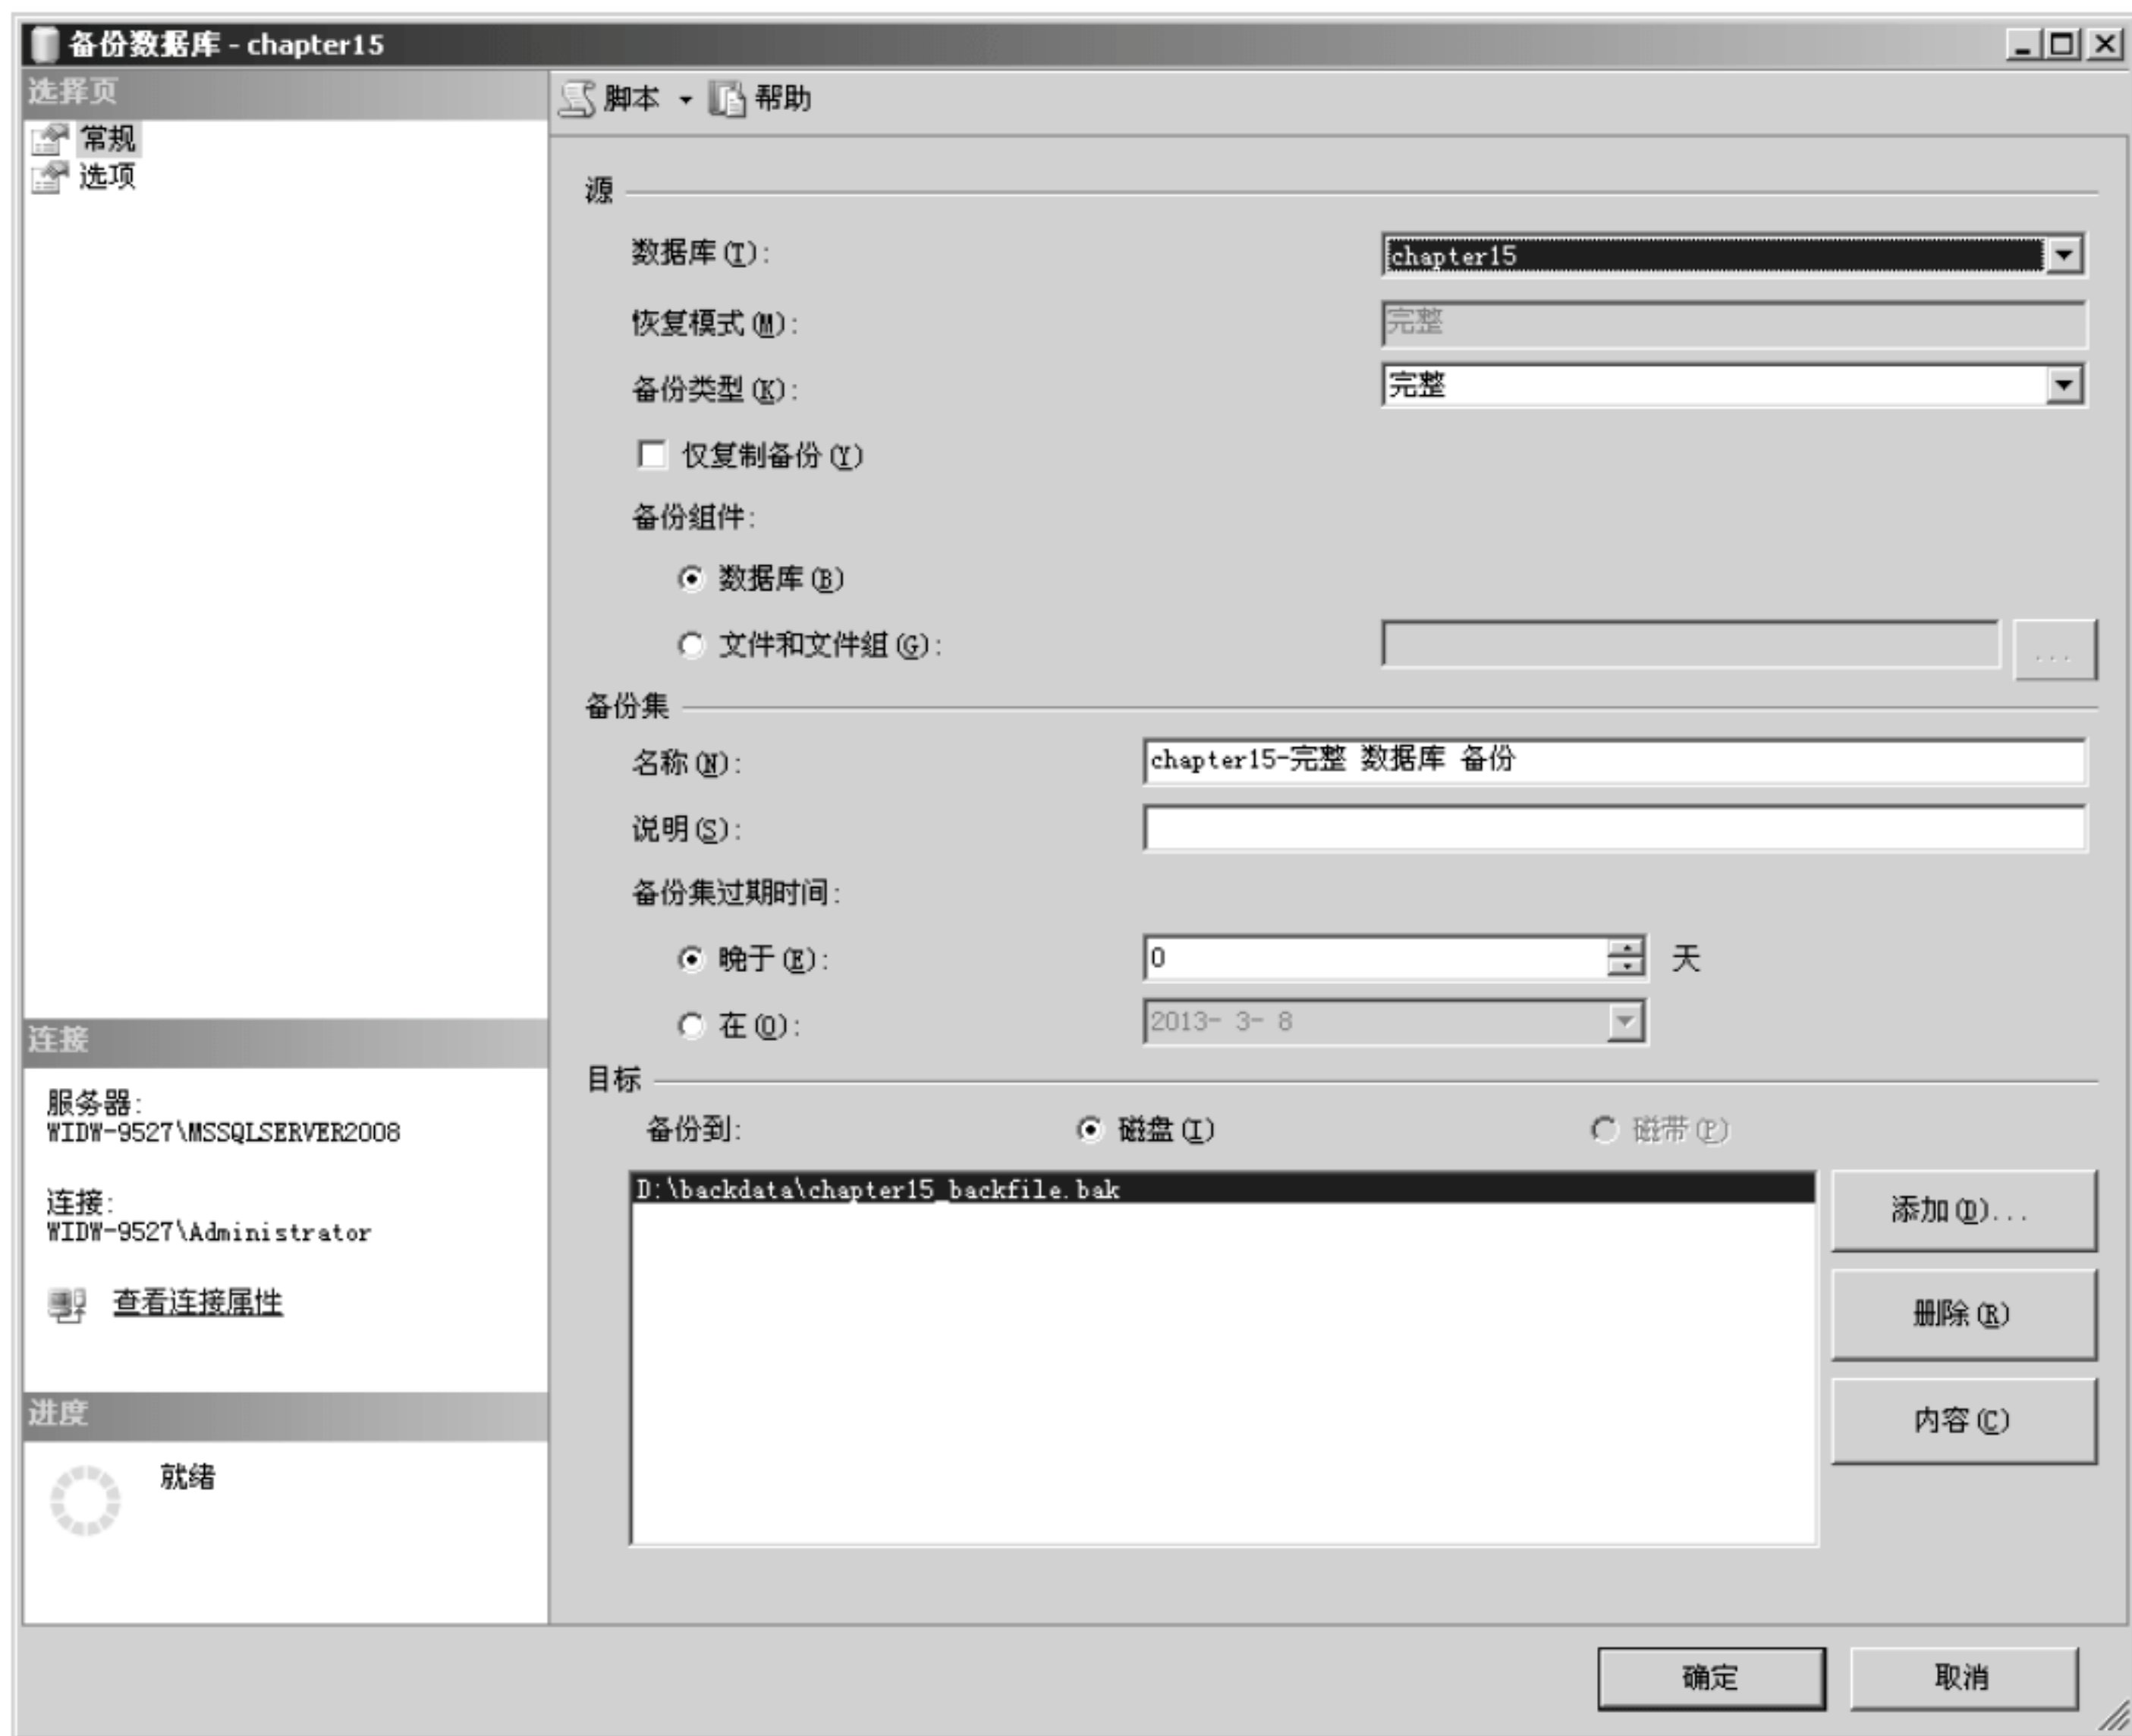 备份数据库 - chapter15
选择页
常规
选项
脚本 帮助
源
数据库(T): chapter15
恢复模式(M): 完整
备份类型(K): 完整
仅复制备份(Y)
备份组件:
数据库(B)
文件和文件组(G): ...
备份集
名称(N): chapter15-完整 数据库 备份
说明(S):
备份集过期时间:
晚于(E): 0 天
在(O): 2013- 3- 8
目标
备份到: 磁盘(I) 磁带(P)
D:\backdata\chapter15_backfile.bak
添加(D)...
删除(R)
内容(C)
连接
服务器:
WIDW-9527\MSSQLSERVER2008
连接:
WIDW-9527\Administrator
查看连接属性
进度
就绪
确定 取消